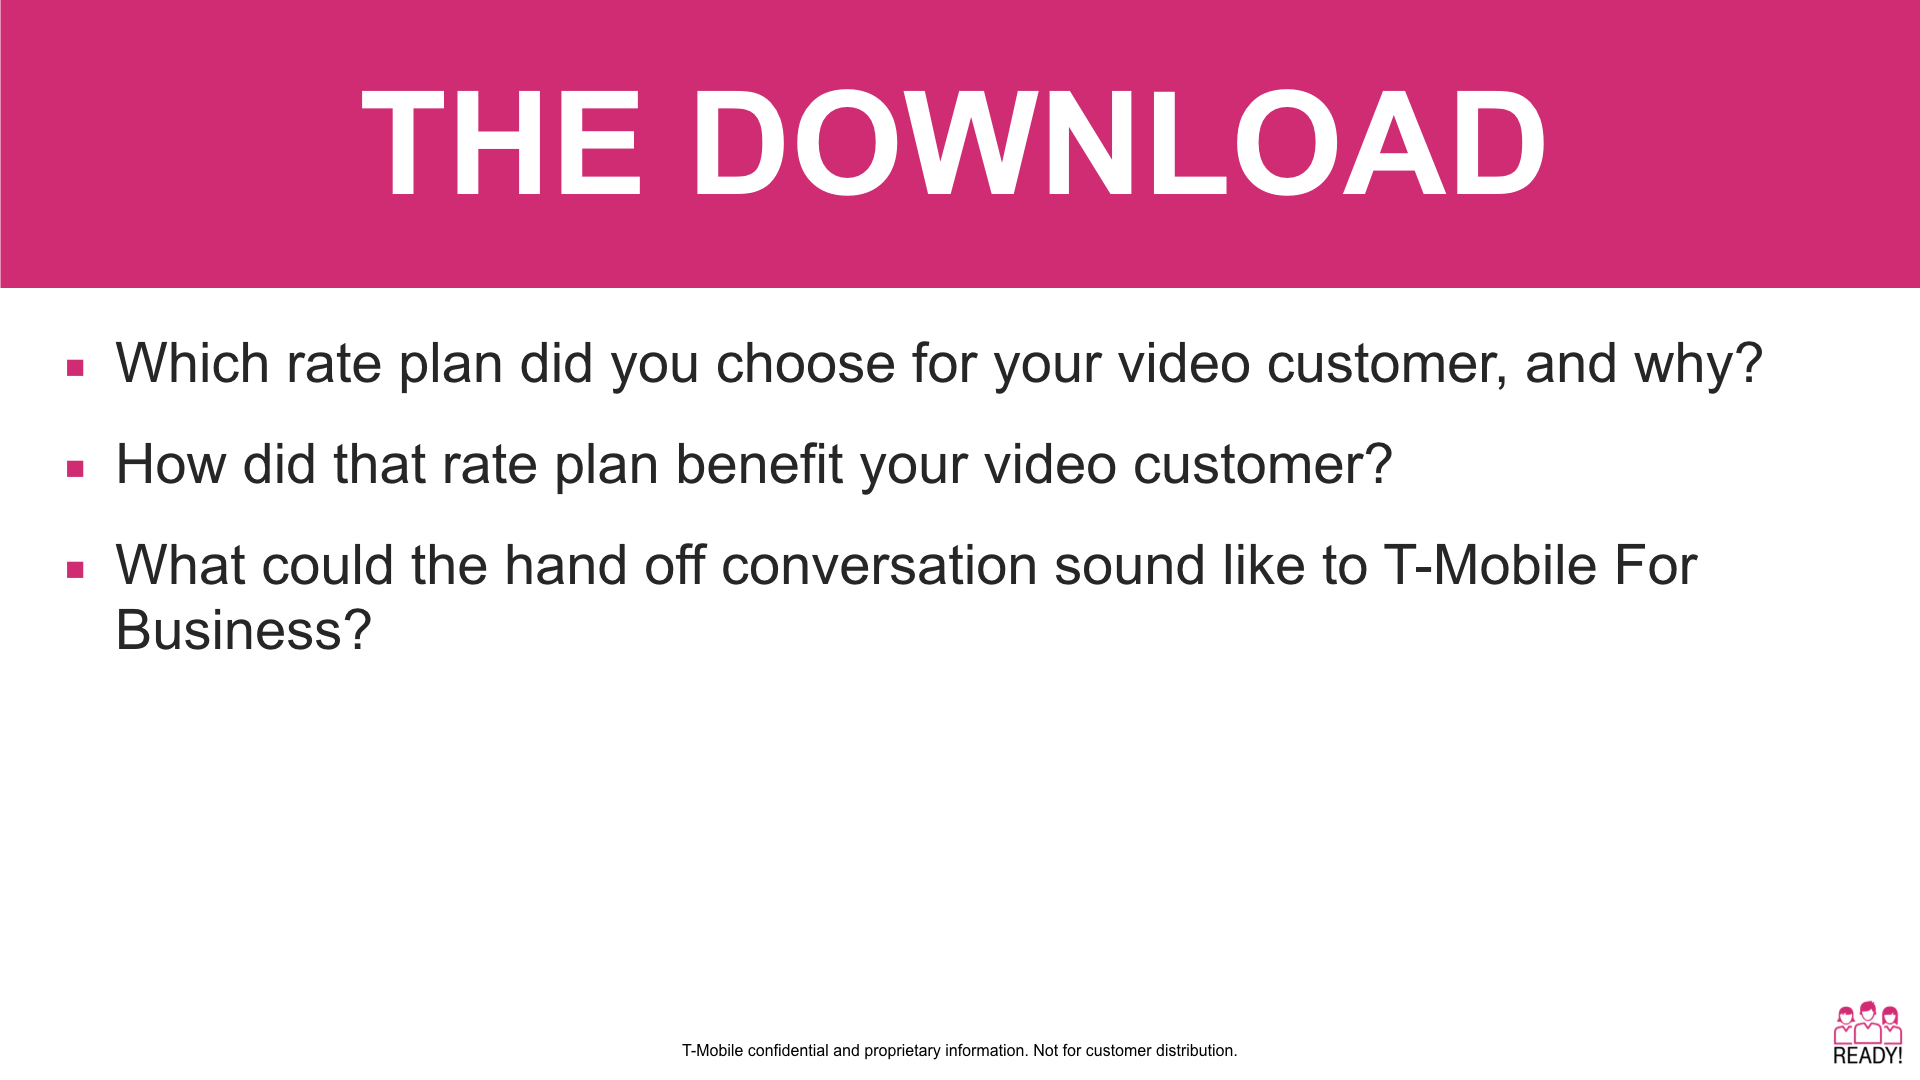 THE DOWNLOAD
▪ Which rate plan did you choose for your video customer, and why?
▪ How did that rate plan benefit your video customer?
▪ What could the hand off conversation sound like to T-Mobile For
Business?
T-Mobile confidential and proprietary information. Not for customer distribution.
READY!